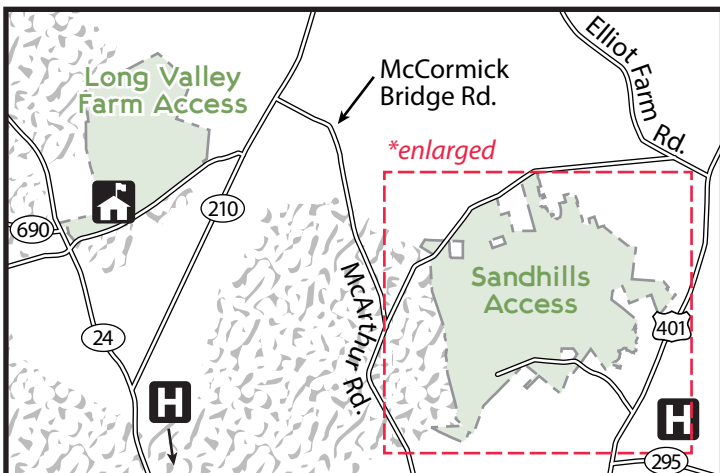 Elliot Farm Rd.
Long Valley
Farm Access
McCormick
Bridge Rd.
*enlarged
210
690
McArthur Rd.
Sandhills
Access
401
24
H
H
295